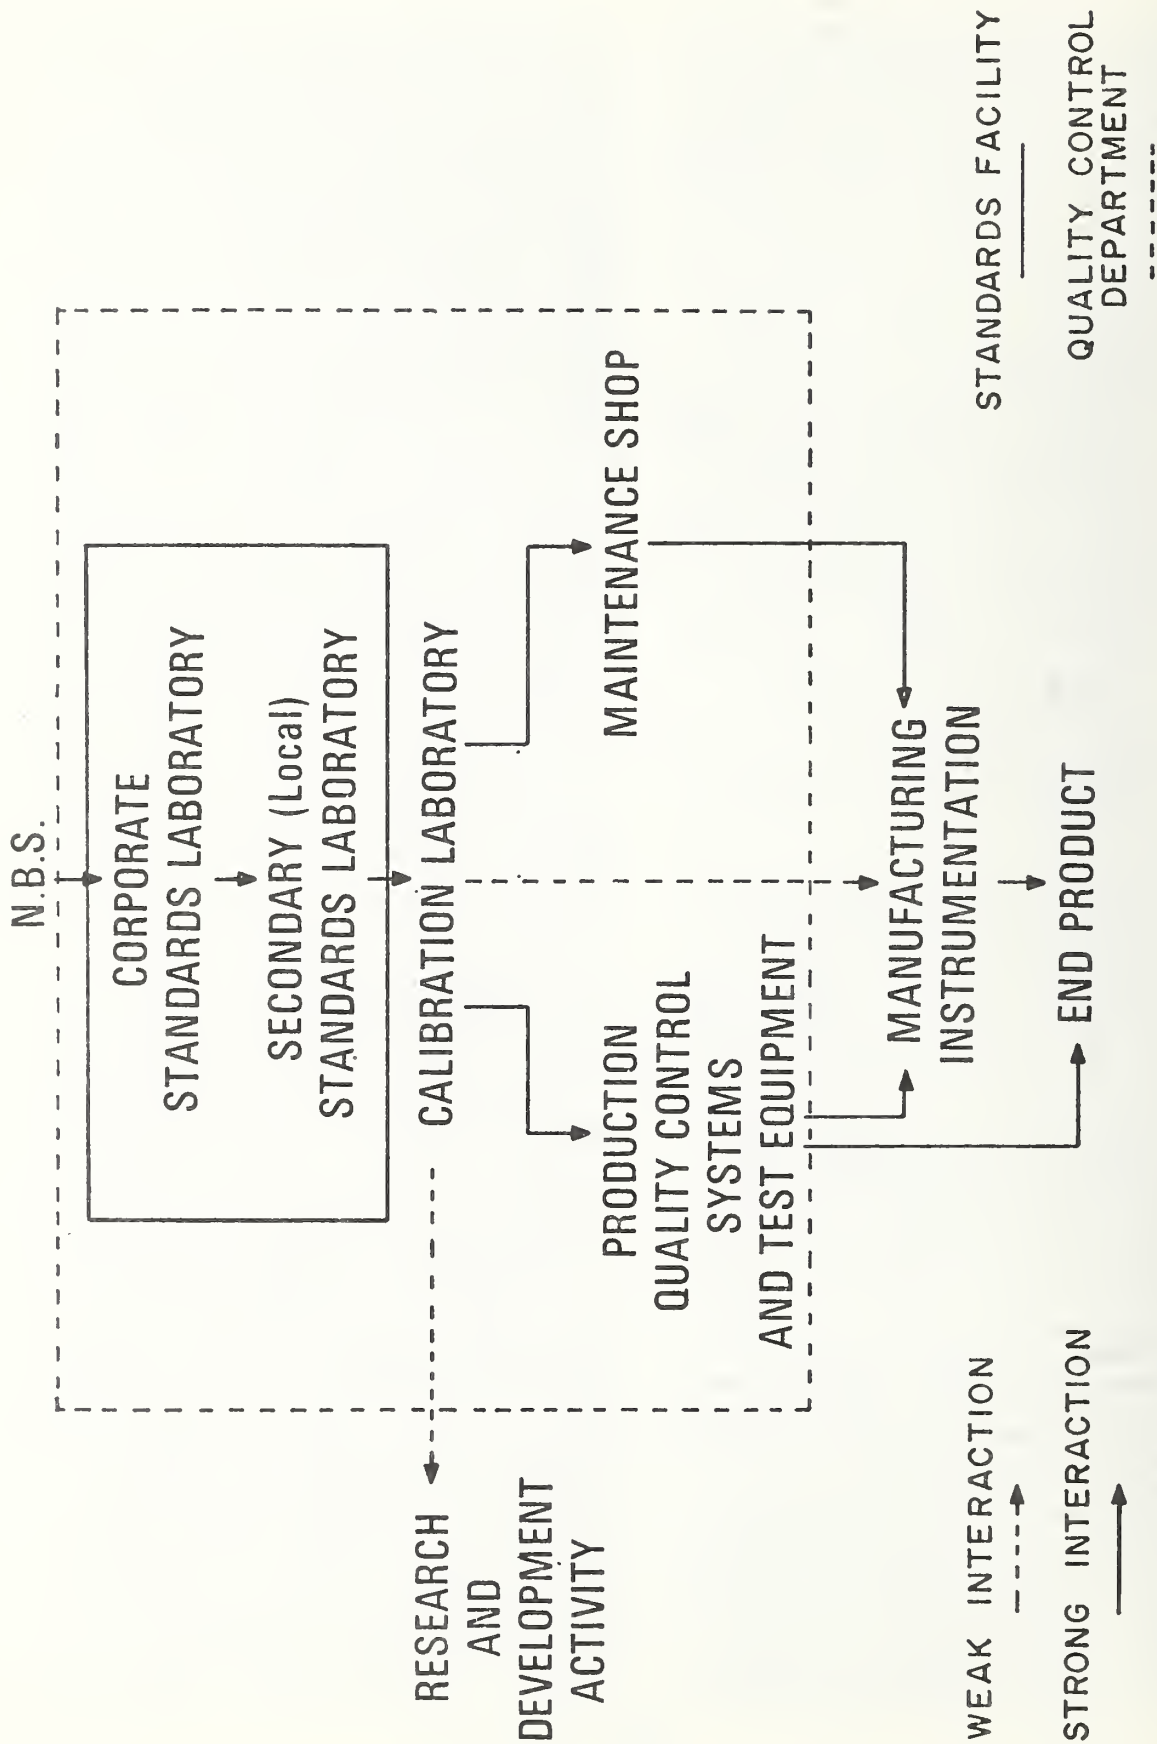 N.B.S.
CORPORATE
STANDARDS LABORATORY
SECONDARY (Local)
STANDARDS LABORATORY
CALIBRATION LABORATORY
RESEARCH
AND
DEVELOPMENT
ACTIVITY
PRODUCTION
QUALITY CONTROL
SYSTEMS
AND TEST EQUIPMENT
MAINTENANCE SHOP
MANUFACTURING
INSTRUMENTATION
END PRODUCT
WEAK INTERACTION
STRONG INTERACTION
STANDARDS FACILITY
QUALITY CONTROL
DEPARTMENT